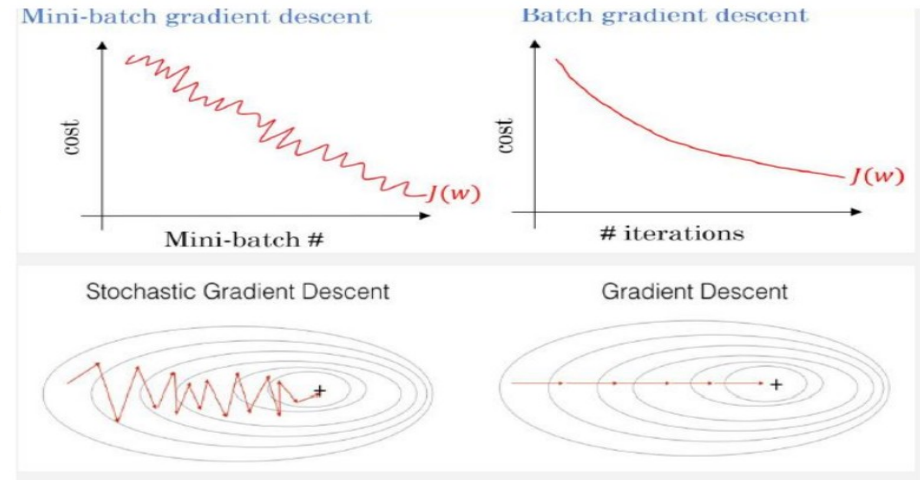 Mini-batch gradient descent
Batch gradient descent
cost
J(w)
Mini-batch #
cost
J(w)
# iterations
Stochastic Gradient Descent
Gradient Descent